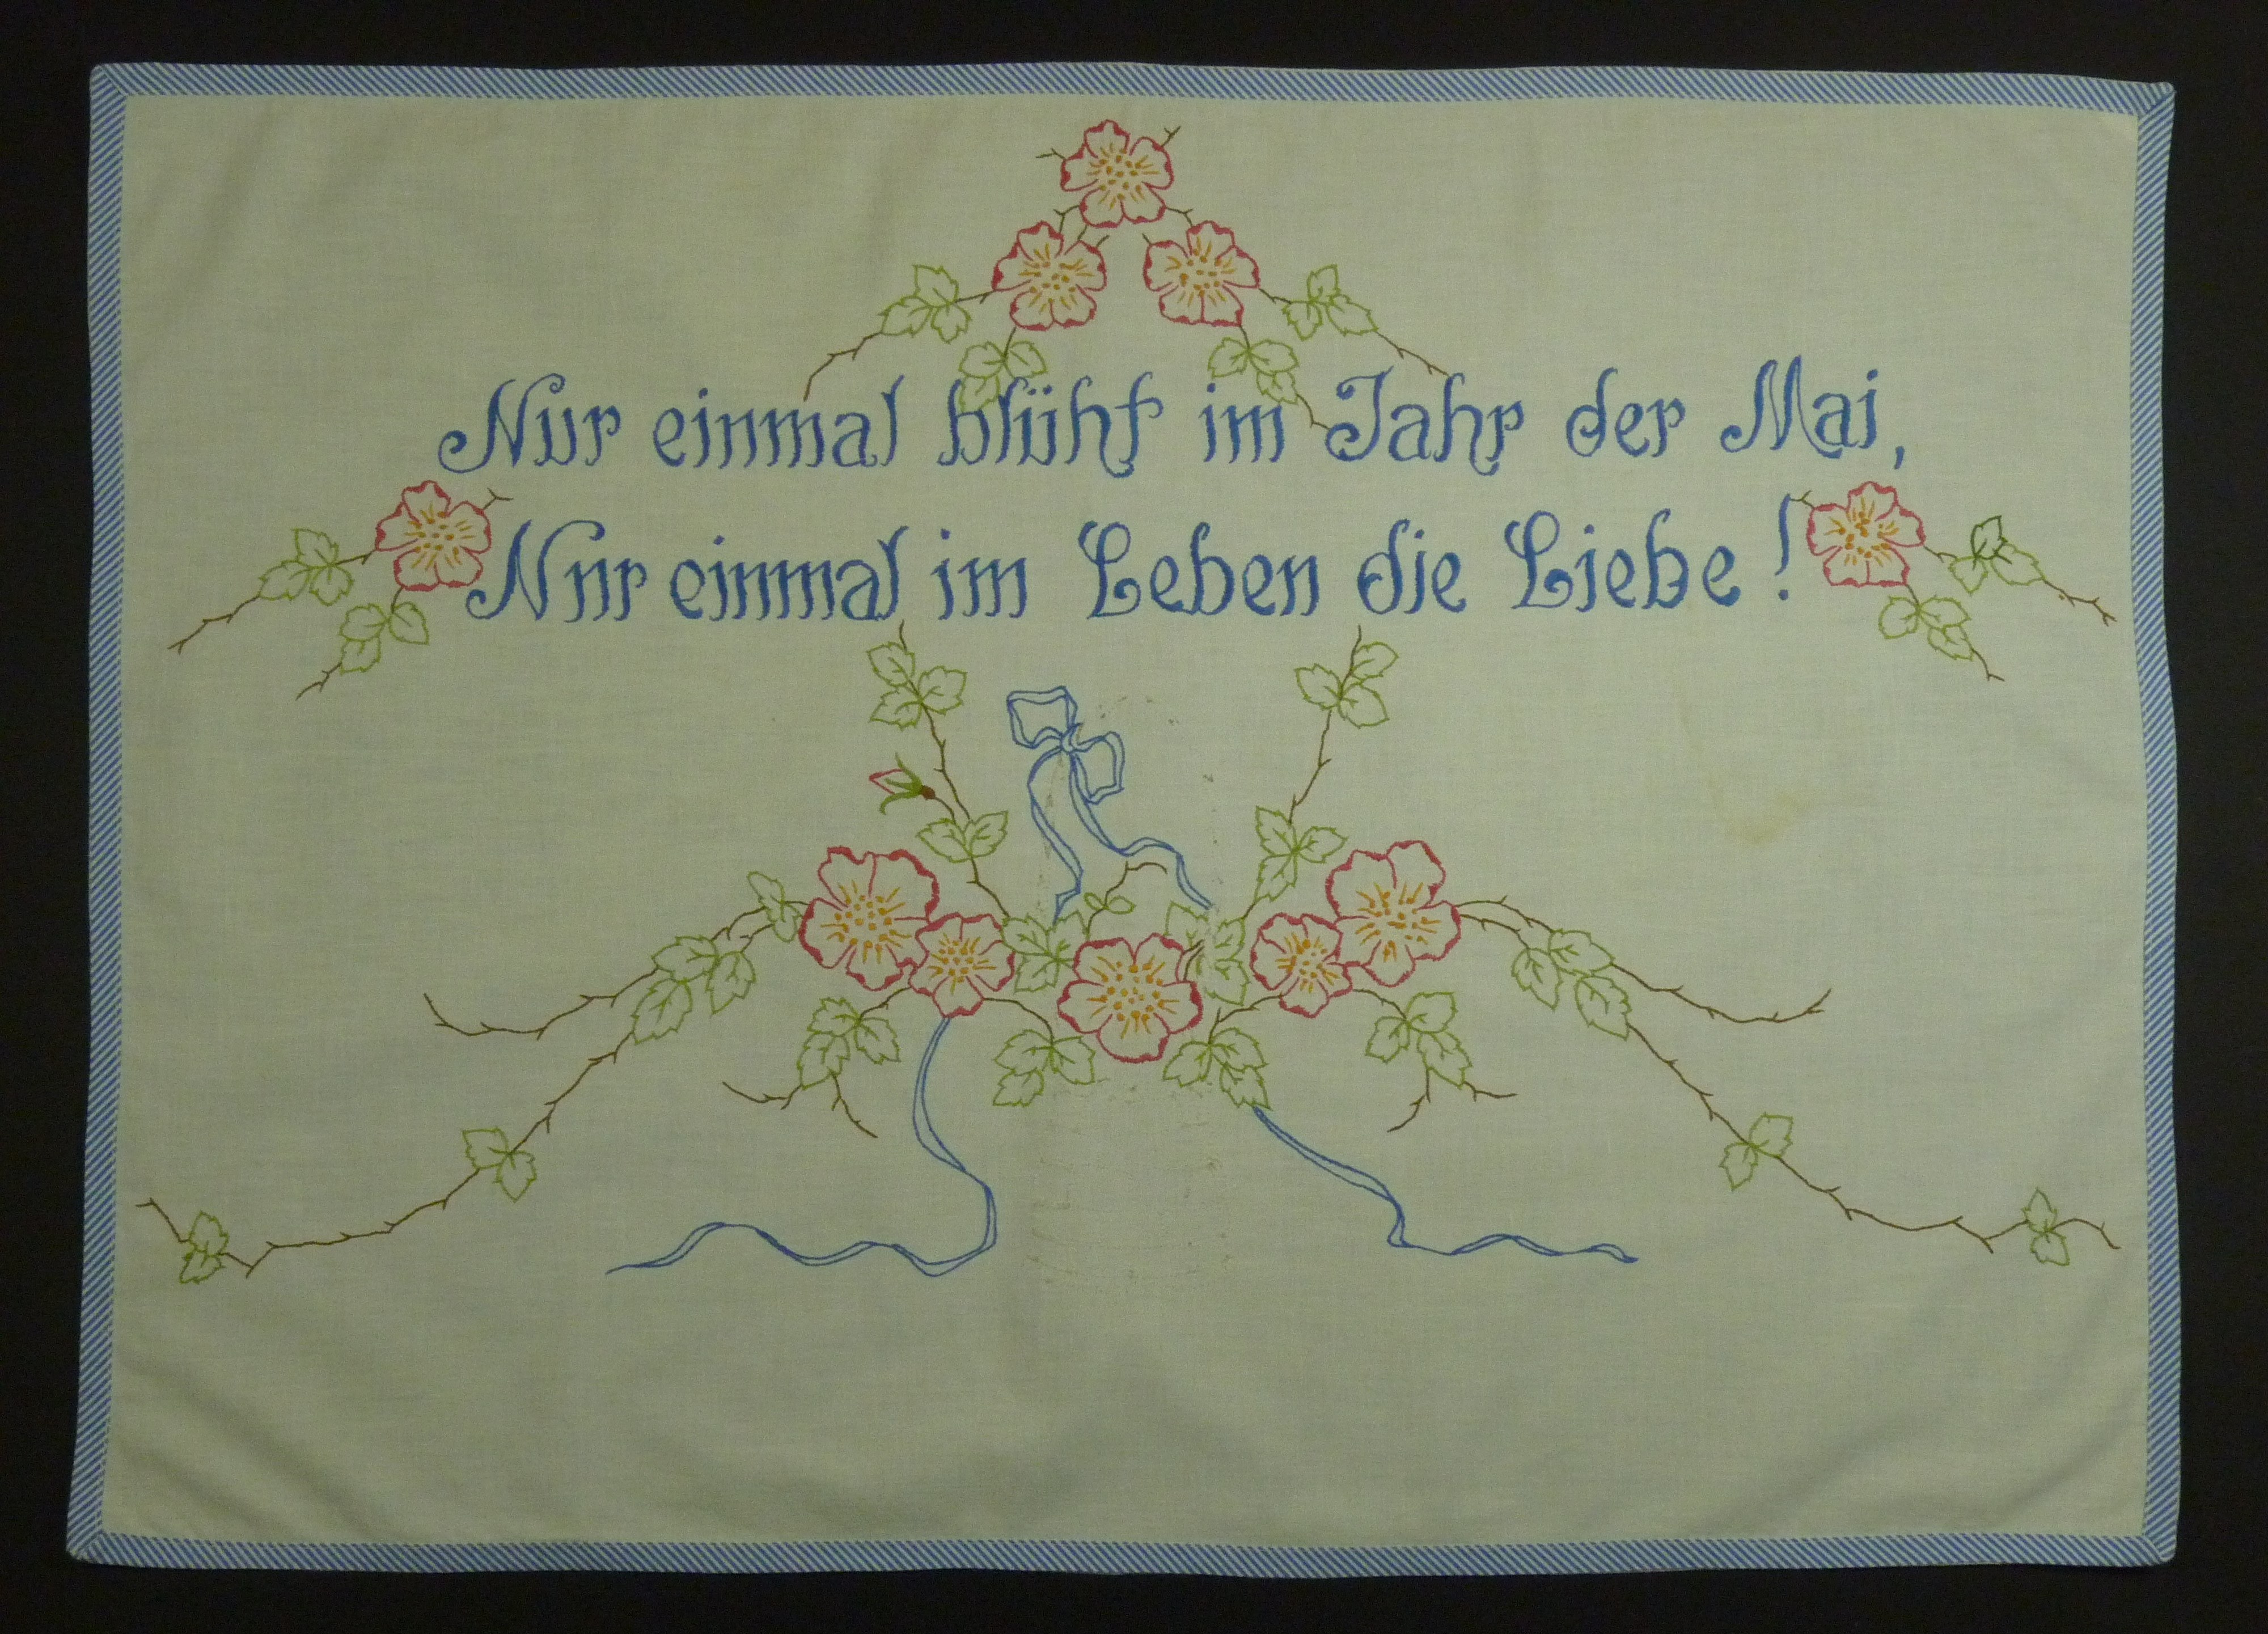 Nur einmal blüht im Jahr der Mai,
Nur einmal im Leben die Liebe!